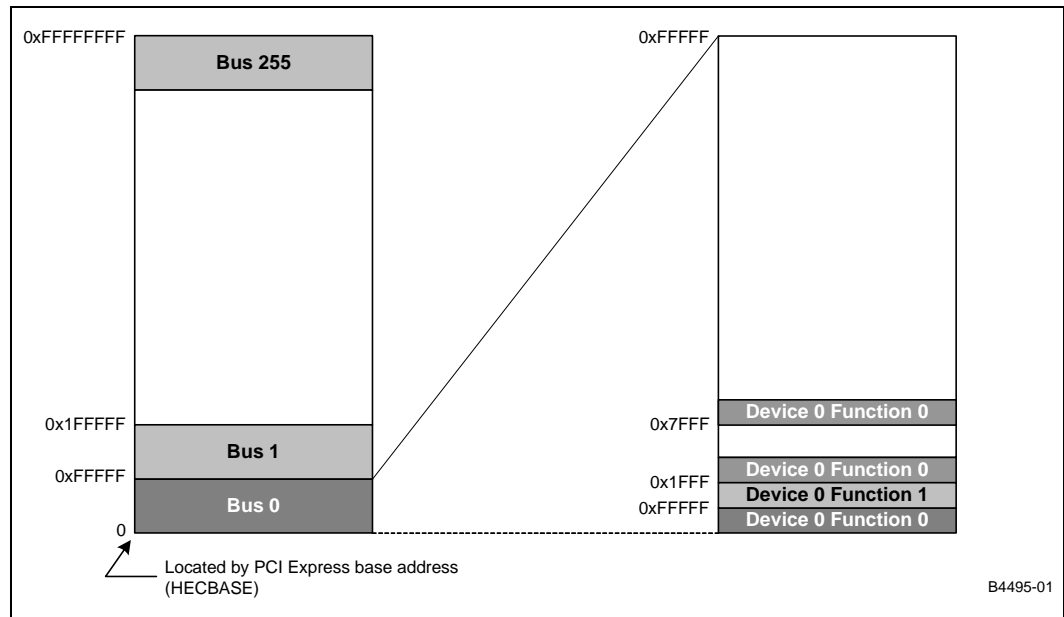 0xFFFFFFFF
Bus 255
0x1FFFFF
Bus 1
0xFFFFF
Bus 0
0
Located by PCI Express base address
(HECBASE)
0xFFFFF
Device 0 Function 0
0x7FFF
Device 0 Function 0
0x1FFF
Device 0 Function 1
0xFFFFF
Device 0 Function 0
B4495-01